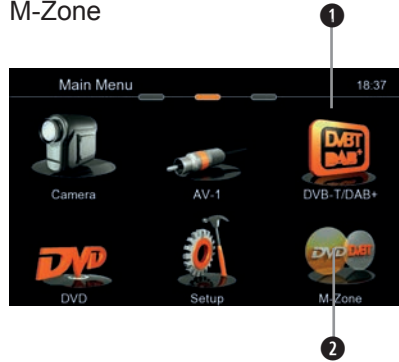 M-Zone
1
Main Menu 18:37
DVBT
DAB+
Camera AV-1 DVB-T/DAB+
DVD DVD DVBT
DVD Setup M-Zone
2